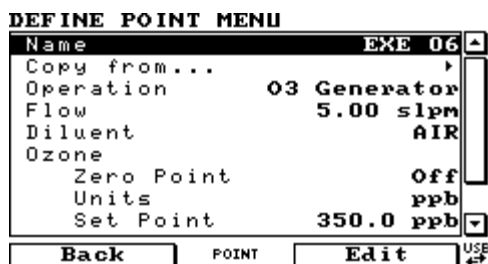 DEFINE POINT MENU
Name EXE 06
Copy from...
Operation O3 Generator
Flow 5.00 slpm
Diluent AIR
Ozone
Zero Point Off
Units ppb
Set Point 350.0 ppb
Back POINT Edit USB